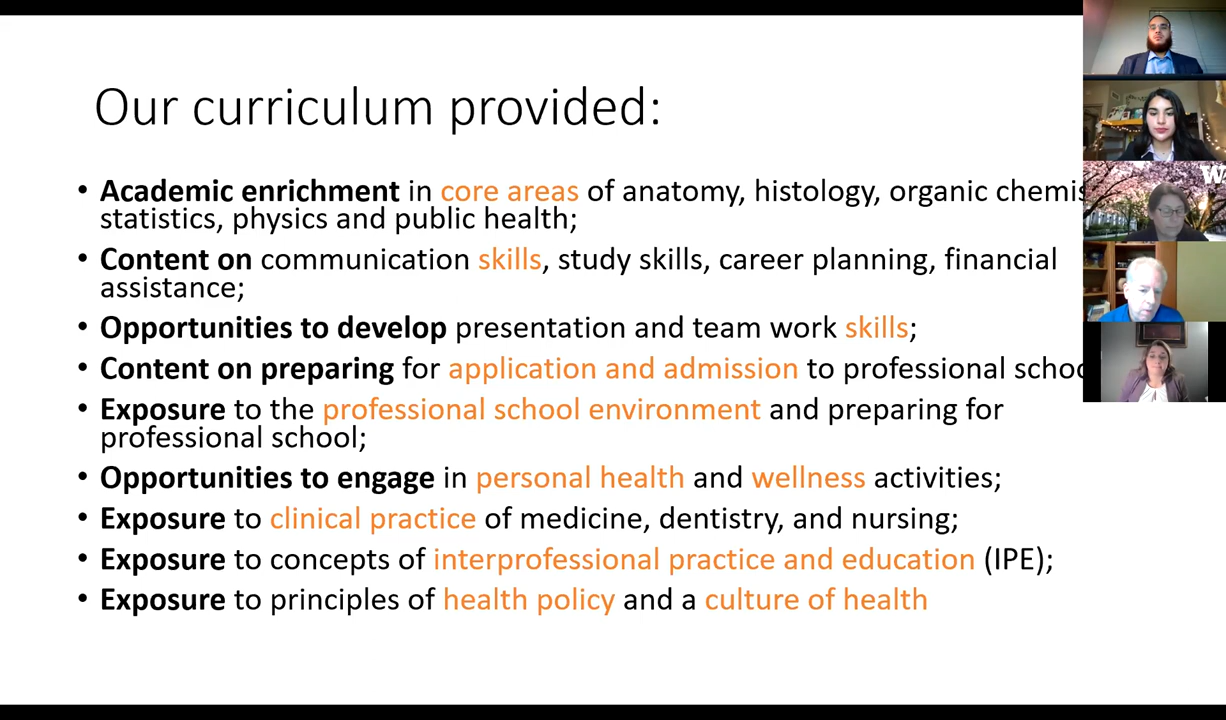 Our curriculum provided:
• Academic enrichment in core areas of anatomy, histology, organic
statistics, physics and public health;
• Content on communication skills, study skills, career planning, financial
assistance;
• Opportunities to develop presentation and team work skills;
• Content on preparing for application and admission to professional
• Exposure to the professional school environment and preparing for
professional school;
• Opportunities to engage in personal health and wellness activities;
• Exposure to clinical practice of medicine, dentistry, and nursing;
• Exposure to concepts of interprofessional practice and education (IPE);
• Exposure to principles of health policy and a culture of health